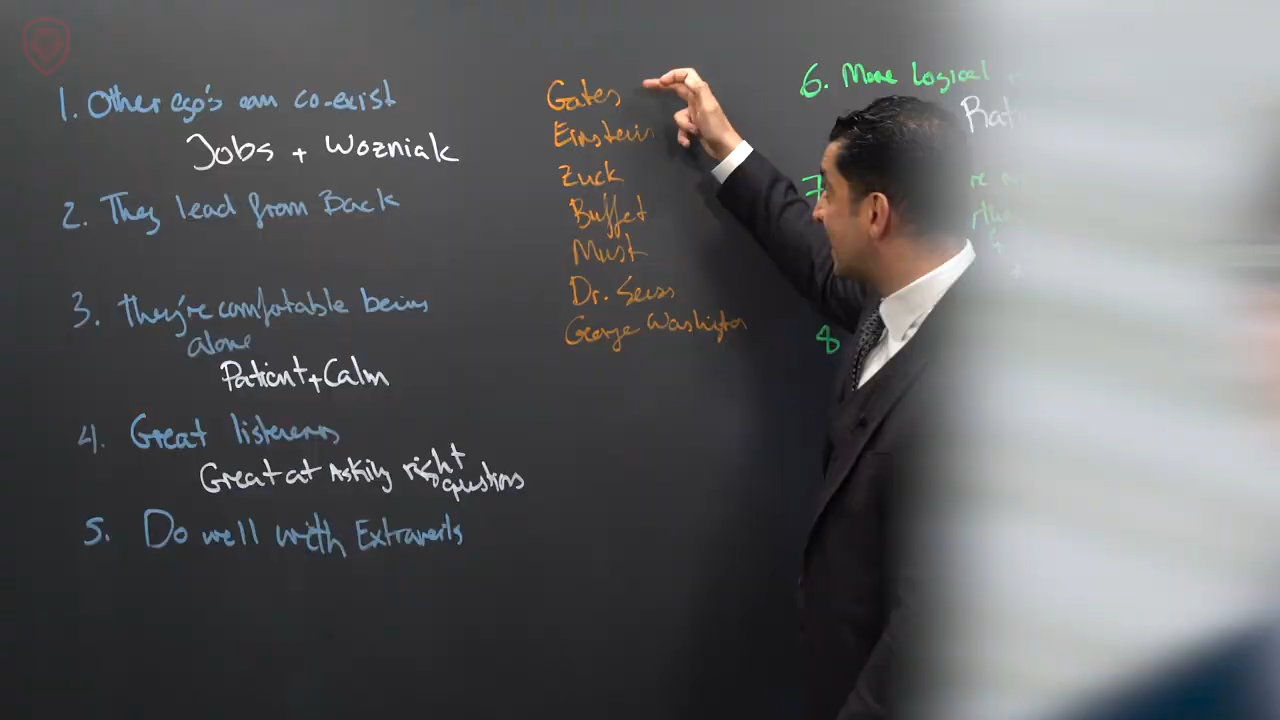 1. Other ego's can co-exist
Jobs + Wozniak
2. They lead from Back
3. they're comfotable being
alone
Patient + Calm
4. Great listeners
Great at Asking right
questions
5. Do well with Extraverts
Gates
Einstein
Zuck
Buffet
Musk
Dr. Seuss
George Washigton
6. More Logical
7
8